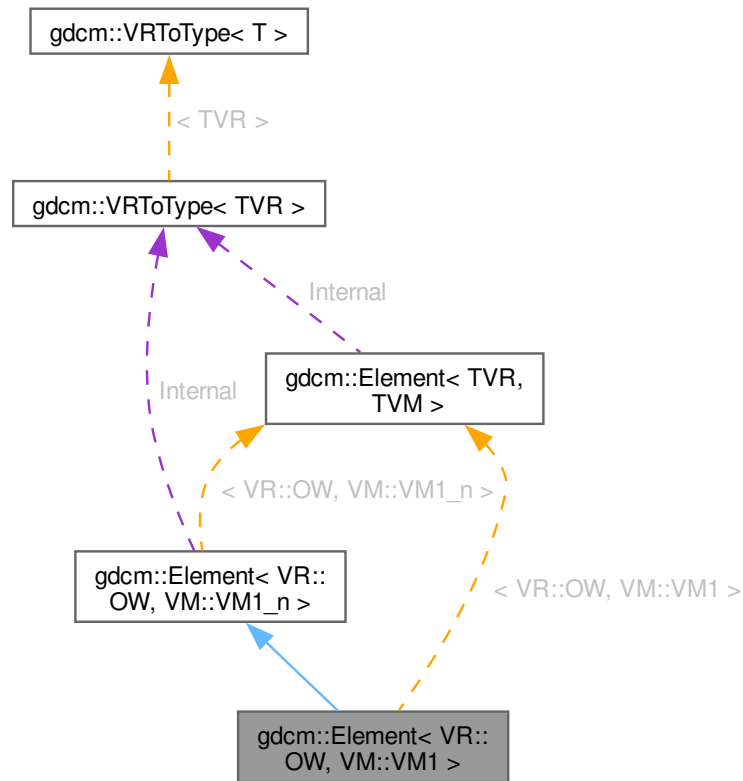 gdcm::VRToType< T >
< TVR >
gdcm::VRToType< TVR >
Internal
gdcm::Element< TVR,
TVM >
Internal
< VR::OW, VM::VM1_n >
gdcm::Element< VR::
OW, VM::VM1_n >
< VR::OW, VM::VM1 >
gdcm::Element< VR::
OW, VM::VM1 >